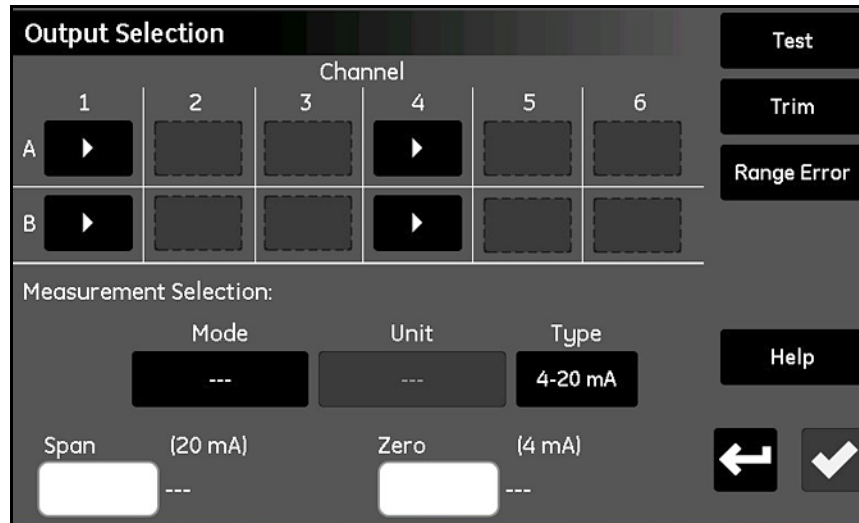 Output Selection
Channel
1 2 3 4 5 6
A
B
Measurement Selection:
Mode Unit Type
--- --- 4-20 mA
Span (20 mA) Zero (4 mA)
--- ---
Test
Trim
Range Error
Help